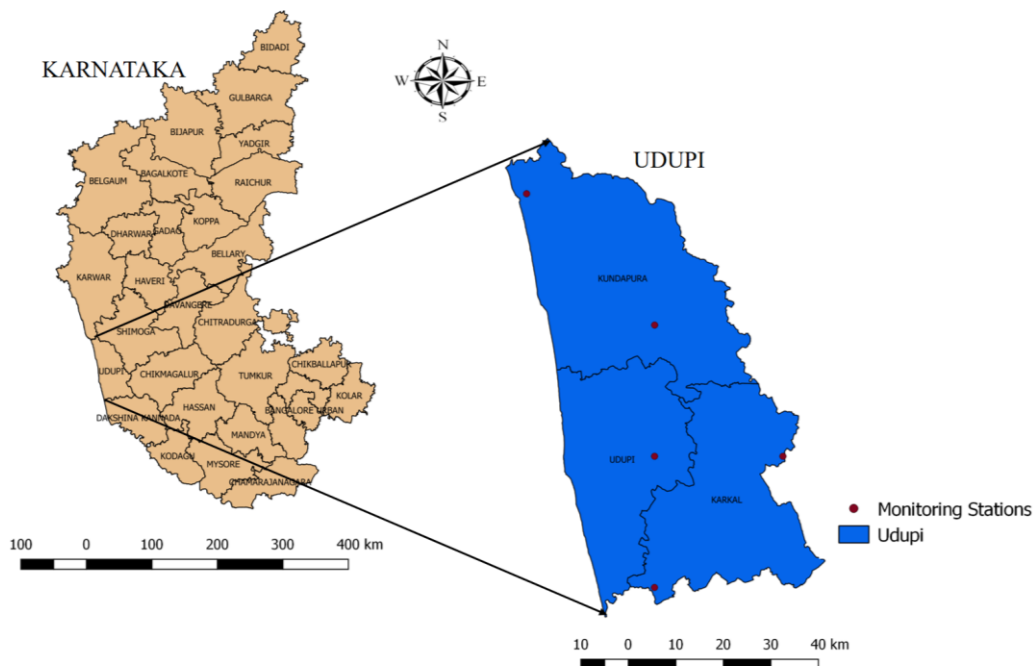 KARNATAKA
N
W
E
S
UDUPI
BIDADI
GULBARGA
BIJAPUR
YADGIR
BAGALKOTE
BELGAUM
RAICHUR
KOPPA
DHARWAR
GADAG
BELLARY
KARWAR
HAVERI
DAVANGERE
CHITRADURGA
SHIMOGA
UDUPI
CHIKMAGALUR
TUMKUR
CHIKBALLAPUR
KOLAR
HASSAN
BANGALORE URBAN
DAKSHINA KANNADA
MANDYA
KODAGU
MYSORE
CHAMARAJANAGARA
100 0 100 200 300 400 km
KUNDAPURA
UDUPI
KARKAL
Monitoring Stations
Udupi
10 0 10 20 30 40 km